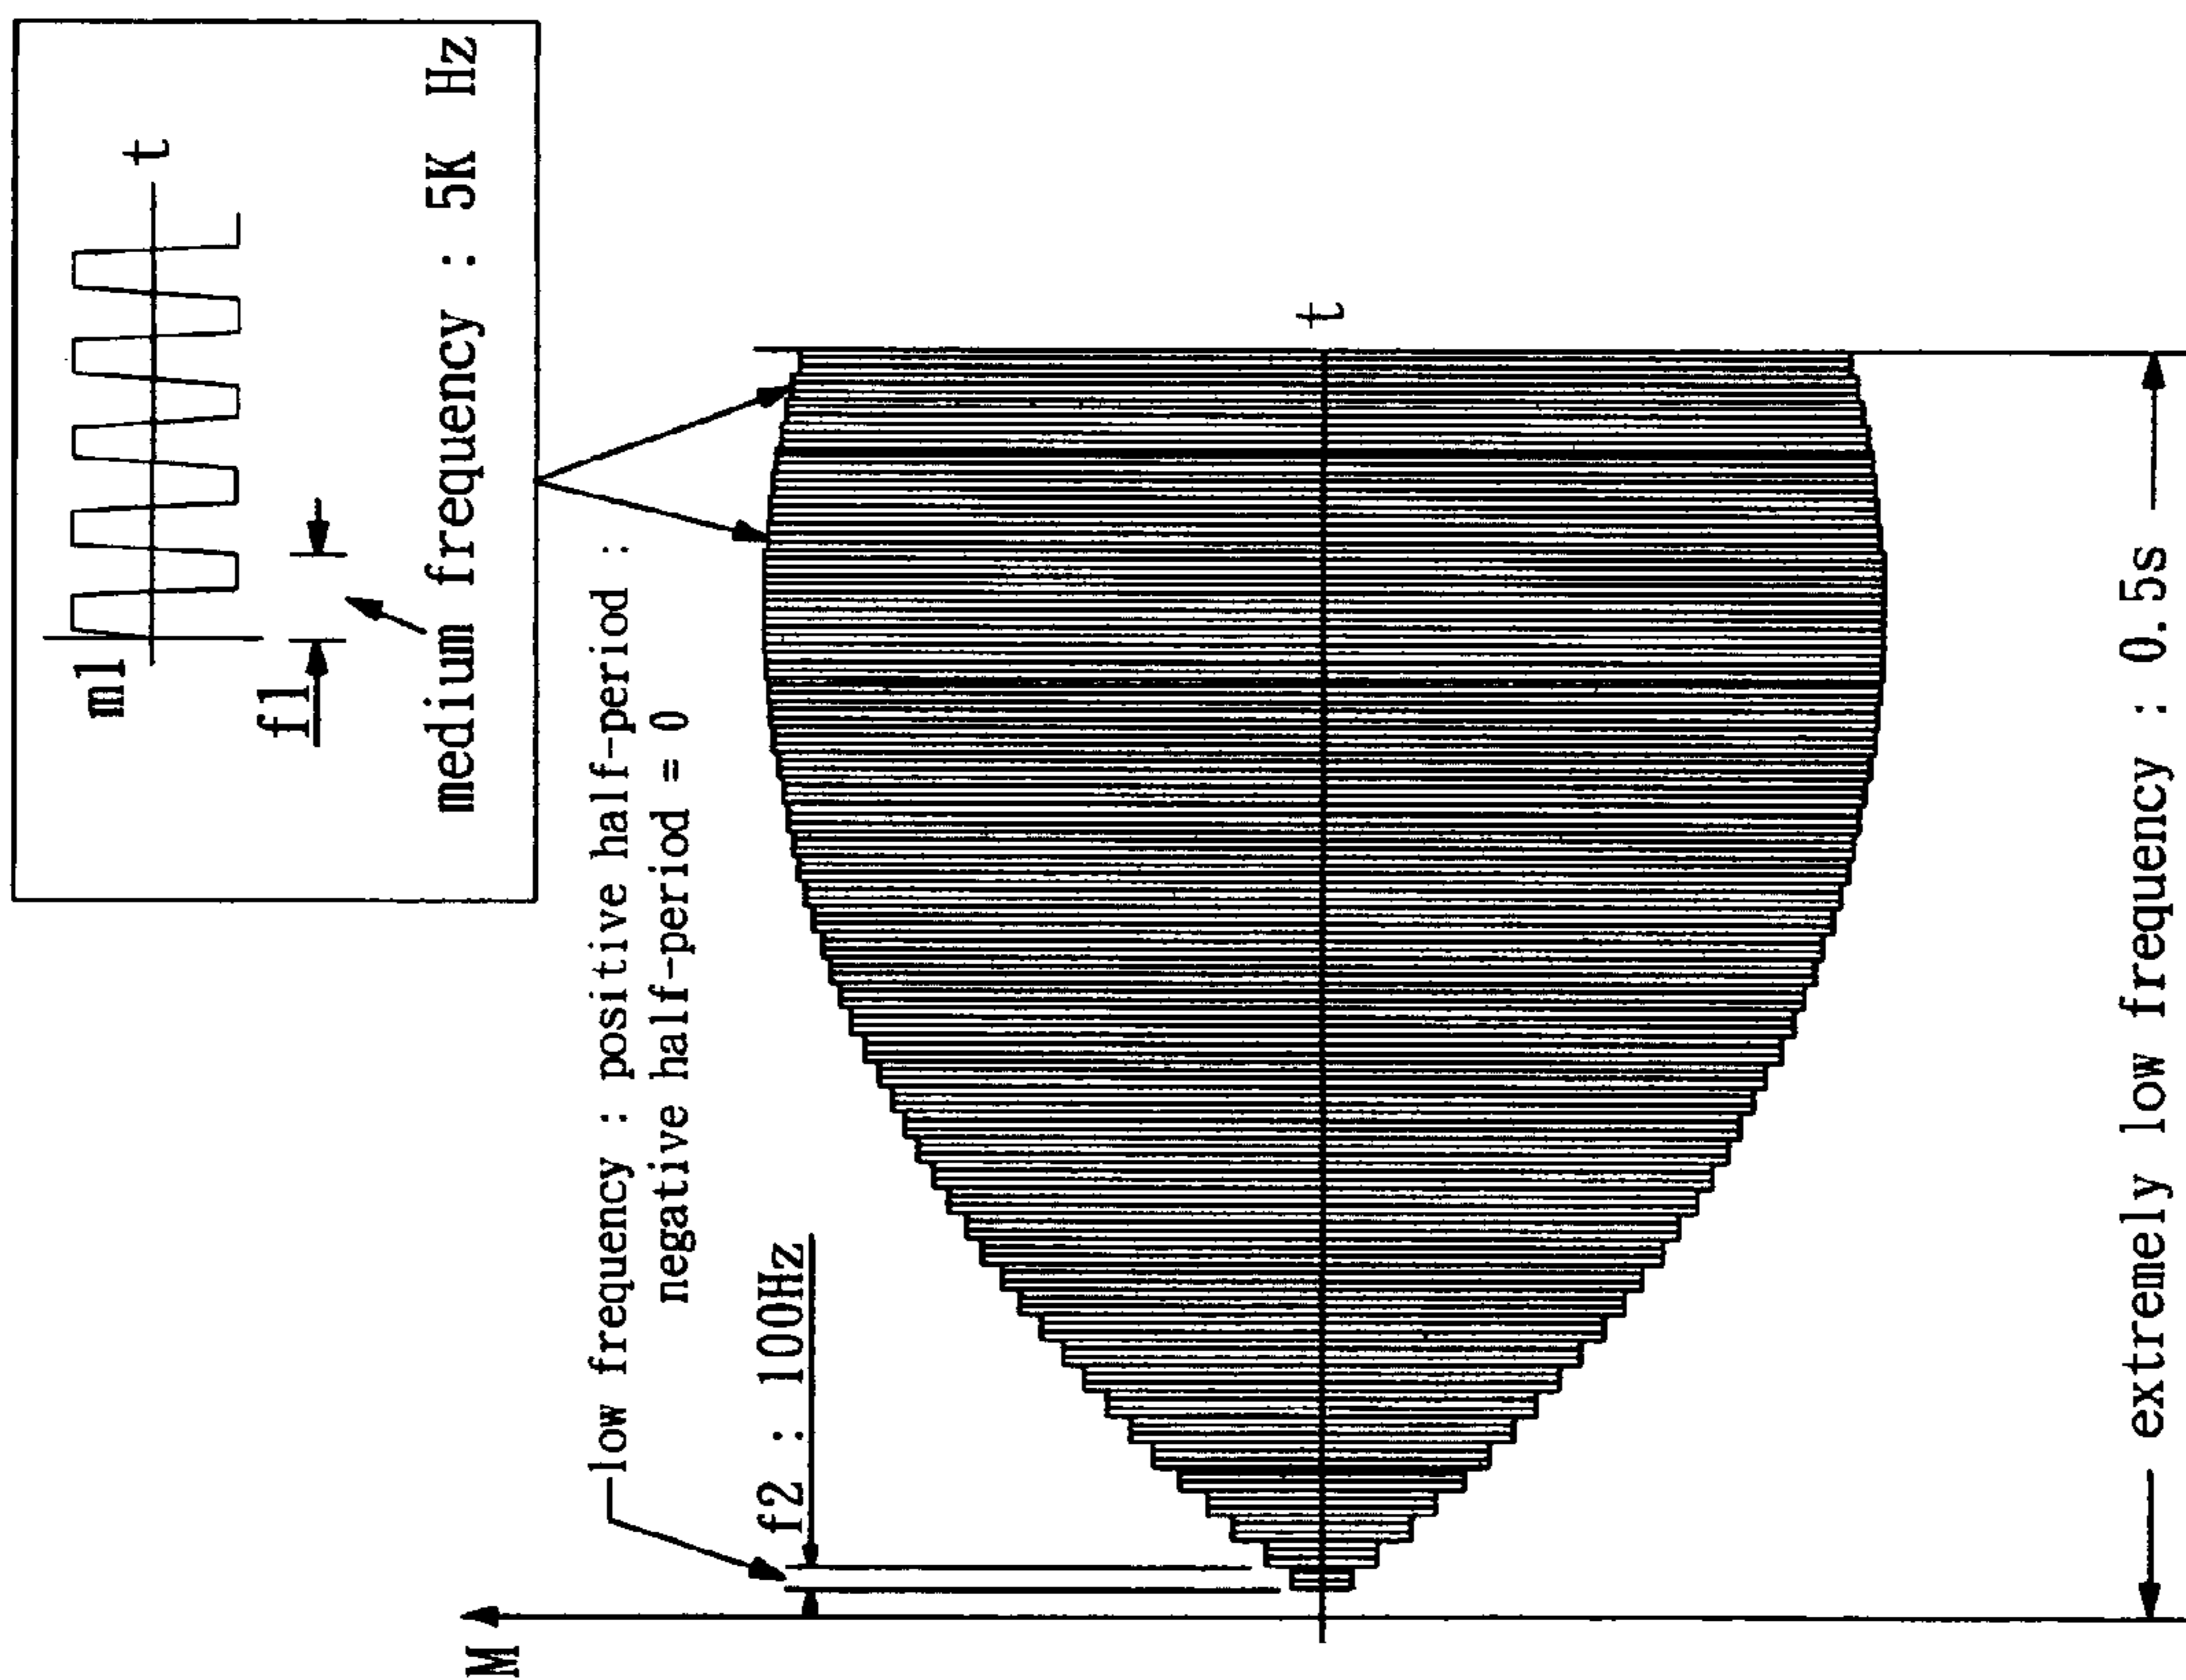 m1
t
f1
medium frequency : 5K Hz
low frequency : positive half-period :
negative half-period = 0
f2 : 100Hz
M
t
extremely low frequency : 0.5s